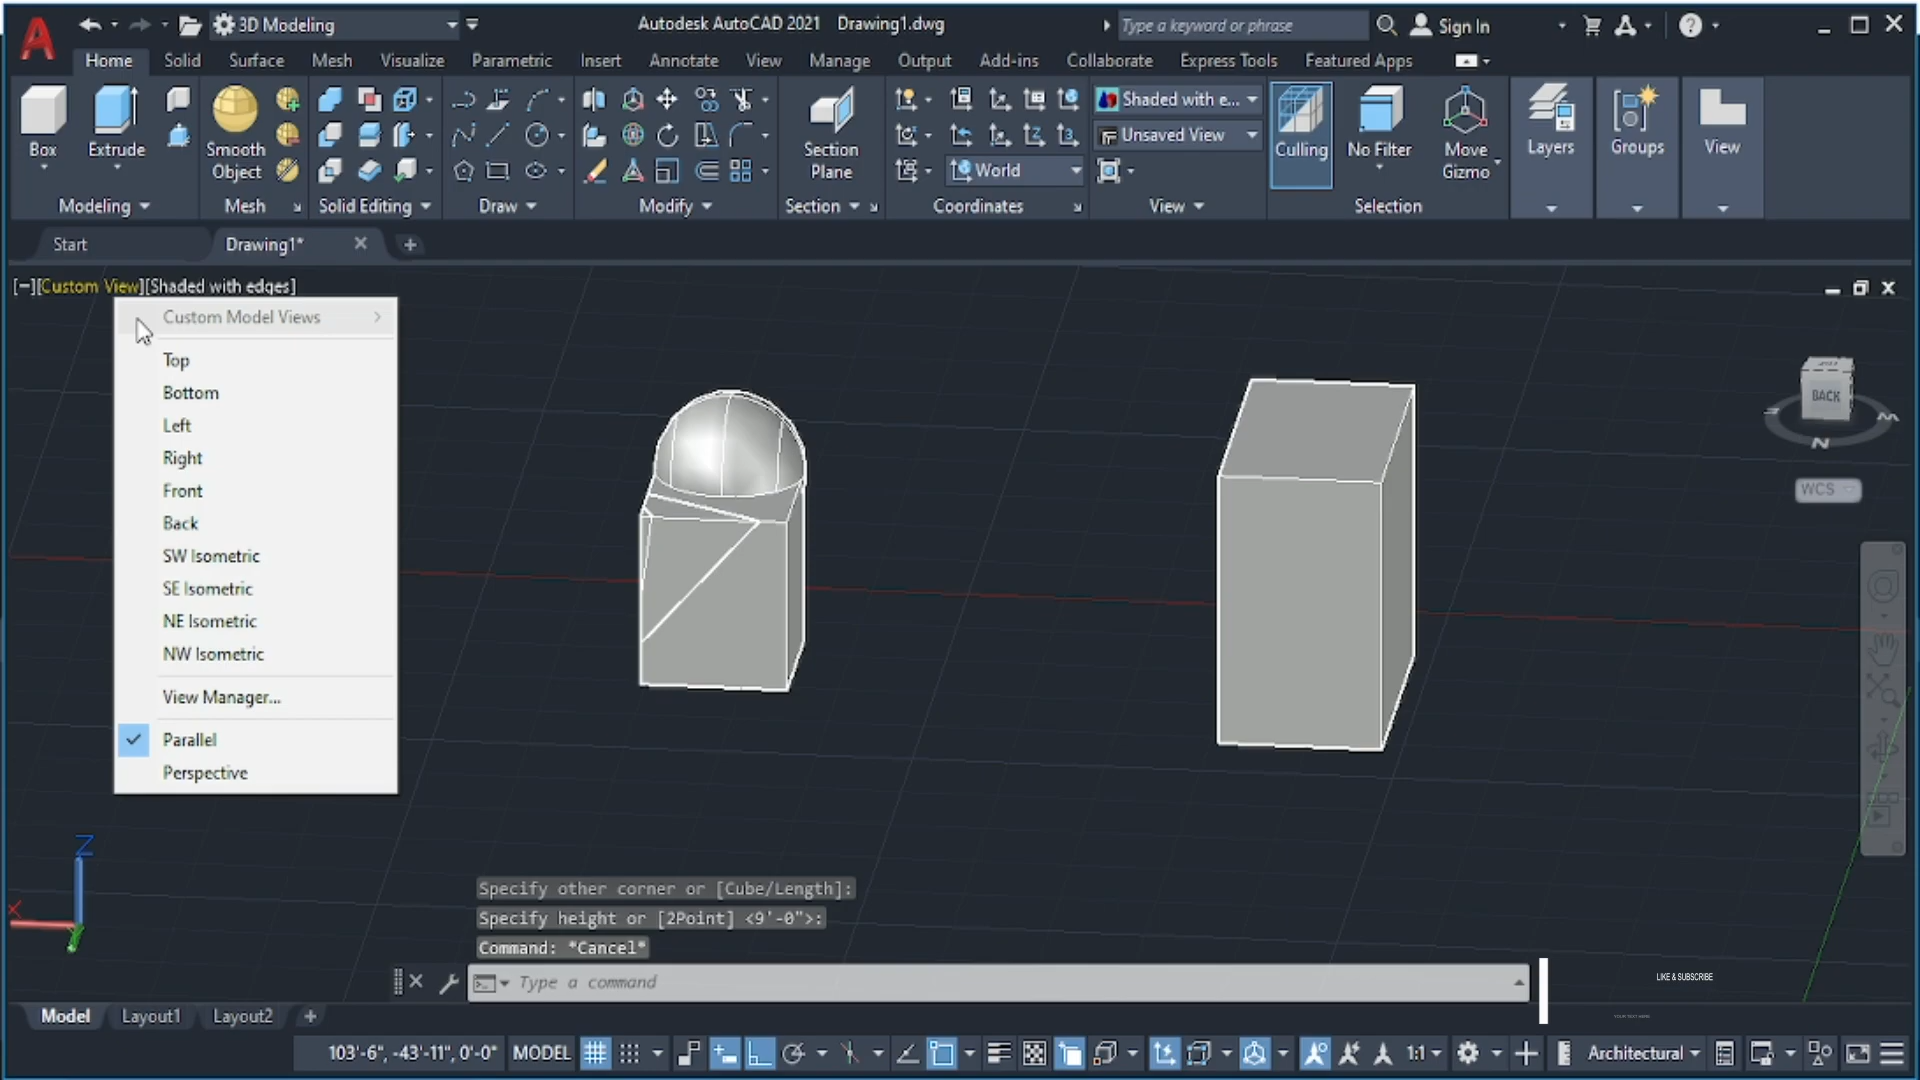 3D Modeling
Autodesk AutoCAD 2021 Drawing1.dwg
Type a keyword or phrase
Sign In
Home Solid Surface Mesh Visualize Parametric Insert Annotate View Manage Output Add-ins Collaborate Express Tools Featured Apps
Box
Extrude
Smooth Object
Section Plane
World
Shaded with e...
Unsaved View
Culling
No Filter
Move Gizmo
Layers
Groups
View
Modeling Mesh Solid Editing Draw Modify Section Coordinates View Selection
Start
Drawing1*
[−][Custom View][Shaded with edges]
Custom Model Views
Top
Bottom
Left
Right
Front
Back
SW Isometric
SE Isometric
NE Isometric
NW Isometric
View Manager...
Parallel
Perspective
BACK
N
WCS
Z
X
Y
Specify other corner or [Cube/Length]:
Specify height or [2Point] <9'-0">:
Command: *Cancel*
Type a command
LIKE & SUBSCRIBE
YOUR TEXT HERE
Model Layout1 Layout2
103'-6", -43'-11", 0'-0" MODEL 1:1 Architectural